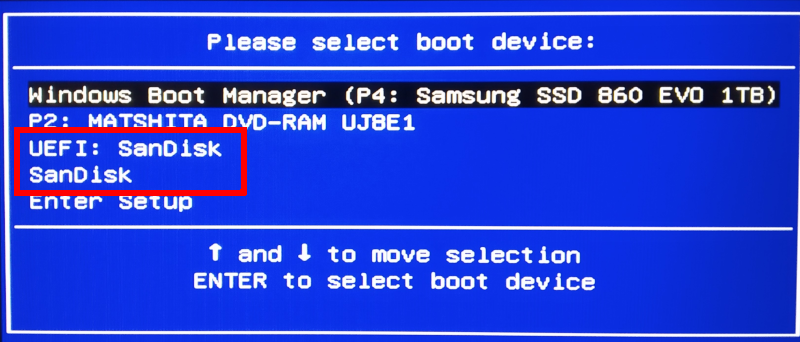 Please select boot device:
Windows Boot Manager (P4: Samsung SSD 860 EVO 1TB)
P2: MATSHITA DVD-RAM UJ8E1
UEFI: SanDisk
SanDisk
Enter Setup
↑ and ↓ to move selection
ENTER to select boot device